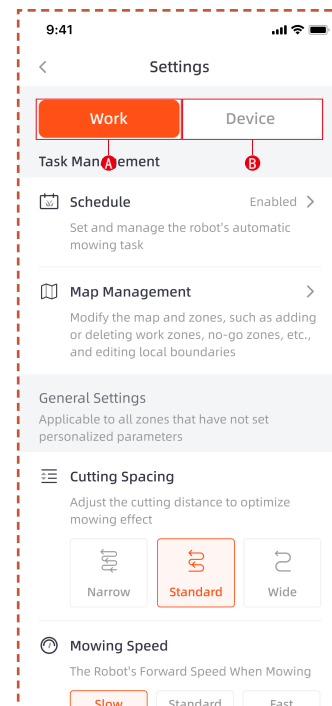 9:41
Settings
Work
Device
A
B
Task Management
Schedule
Enabled
Set and manage the robot's automatic
mowing task
Map Management
Modify the map and zones, such as adding
or deleting work zones, no-go zones, etc.,
and editing local boundaries
General Settings
Applicable to all zones that have not set
personalized parameters
Cutting Spacing
Adjust the cutting distance to optimize
mowing effect
Narrow
Standard
Wide
Mowing Speed
The Robot's Forward Speed When Mowing
Slow
Standard
Fast